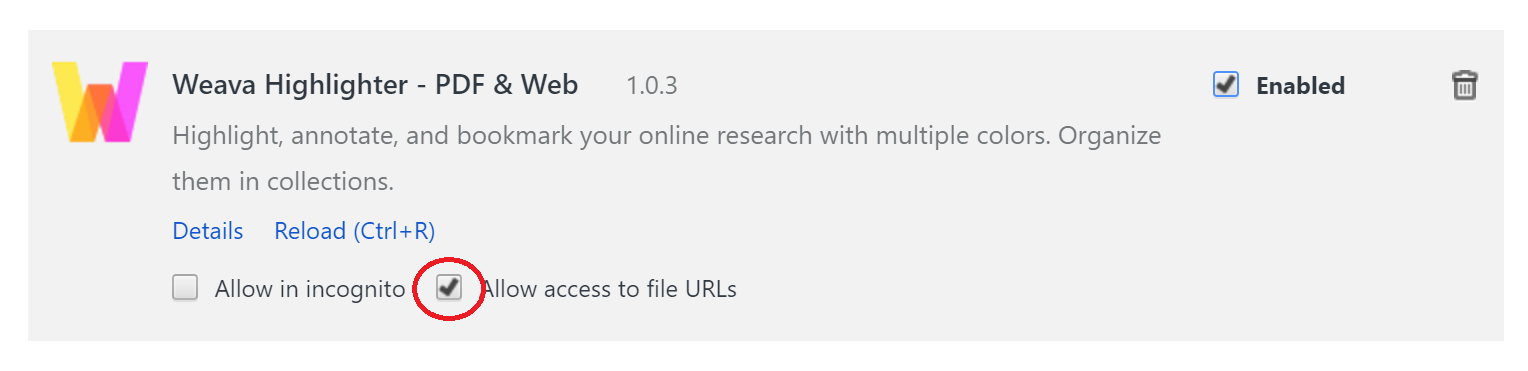 Weava Highlighter - PDF & Web 1.0.3 Enabled
Highlight, annotate, and bookmark your online research with multiple colors. Organize
them in collections.
Details Reload (Ctrl+R)
Allow in incognito Allow access to file URLs